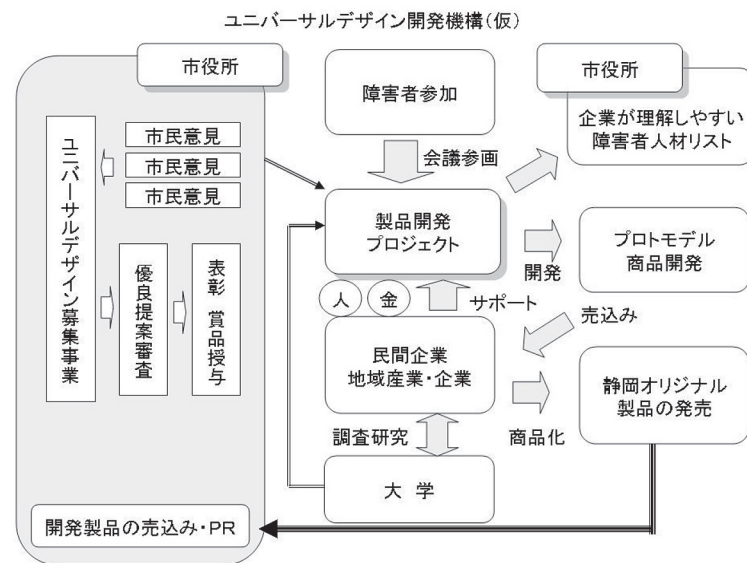 ユニバーサルデザイン開発機構(仮)
市役所
ユニバーサルデザイン募集事業
市民意見
市民意見
市民意見
優良提案審査
表彰 賞品授与
開発製品の売込み・PR
障害者参加
会議参画
市役所
企業が理解しやすい
障害者人材リスト
製品開発
プロジェクト
開発
プロトモデル
商品開発
人
金
サポート
売込み
民間企業
地域産業・企業
商品化
静岡オリジナル
製品の発売
調査研究
大 学